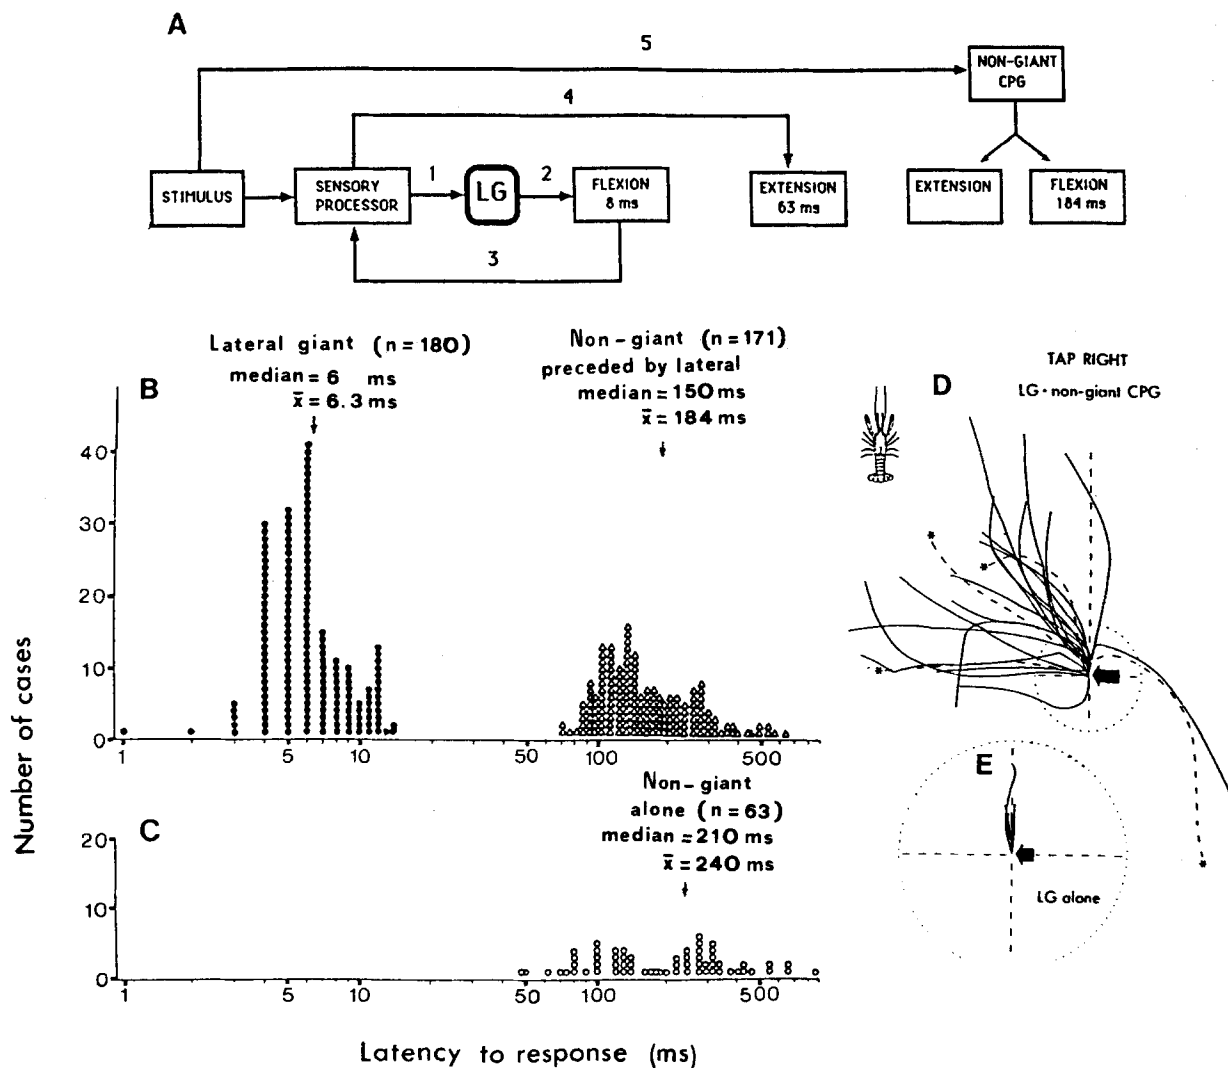 A
5
NON-GIANT
CPG
4
1
2
STIMULUS
SENSORY
PROCESSOR
LG
FLEXION
8 ms
EXTENSION
63 ms
EXTENSION
FLEXION
184 ms
3
Lateral giant (n=180)
median = 6 ms
x̄ = 6.3 ms
Non-giant (n=171)
preceded by lateral
median = 150 ms
x̄ = 184 ms
B
40
30
20
10
0
1 5 10 50 100 500
C
Non-giant
alone (n=63)
median = 210 ms
x̄ = 240 ms
20
10
0
1 5 10 50 100 500
Number of cases
Latency to response (ms)
TAP RIGHT
D
LG-non-giant CPG
E
LG alone